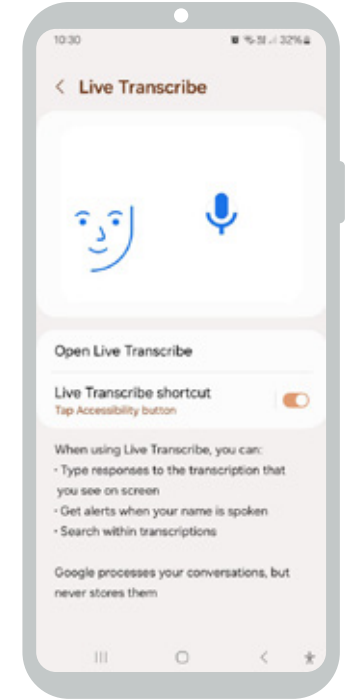 10:30
32%
Live Transcribe
Open Live Transcribe
Live Transcribe shortcut
Tap Accessibility button
When using Live Transcribe, you can:
• Type responses to the transcription that
you see on screen
• Get alerts when your name is spoken
• Search within transcriptions
Google processes your conversations, but
never stores them